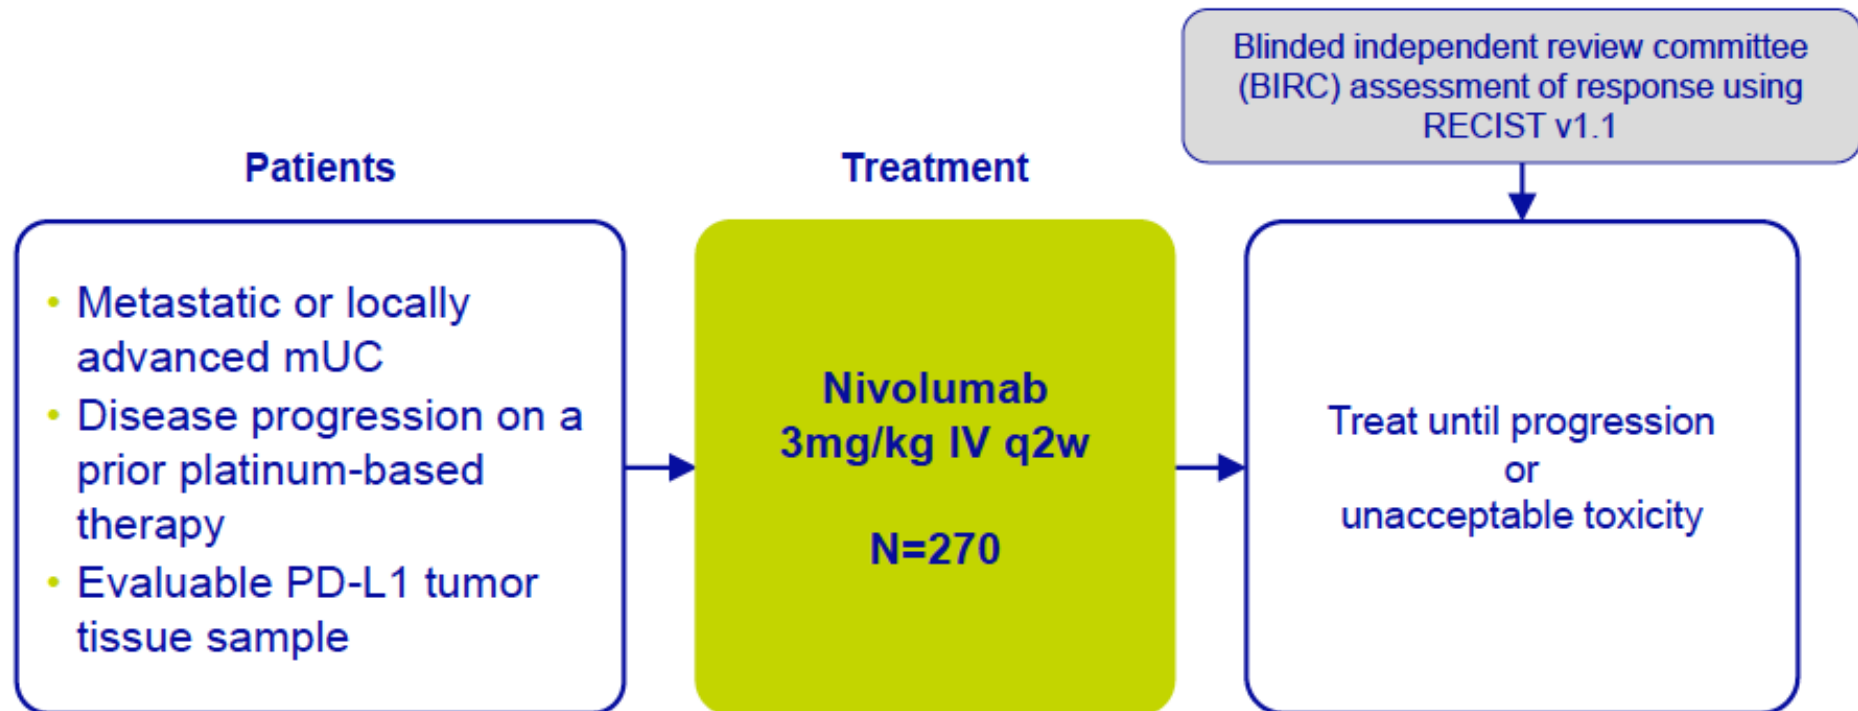 Blinded independent review committee
(BIRC) assessment of response using
RECIST v1.1
Patients
• Metastatic or locally
advanced mUC
• Disease progression on a
prior platinum-based
therapy
• Evaluable PD-L1 tumor
tissue sample
Treatment
Nivolumab
3mg/kg IV q2w
N=270
Treat until progression
or
unacceptable toxicity